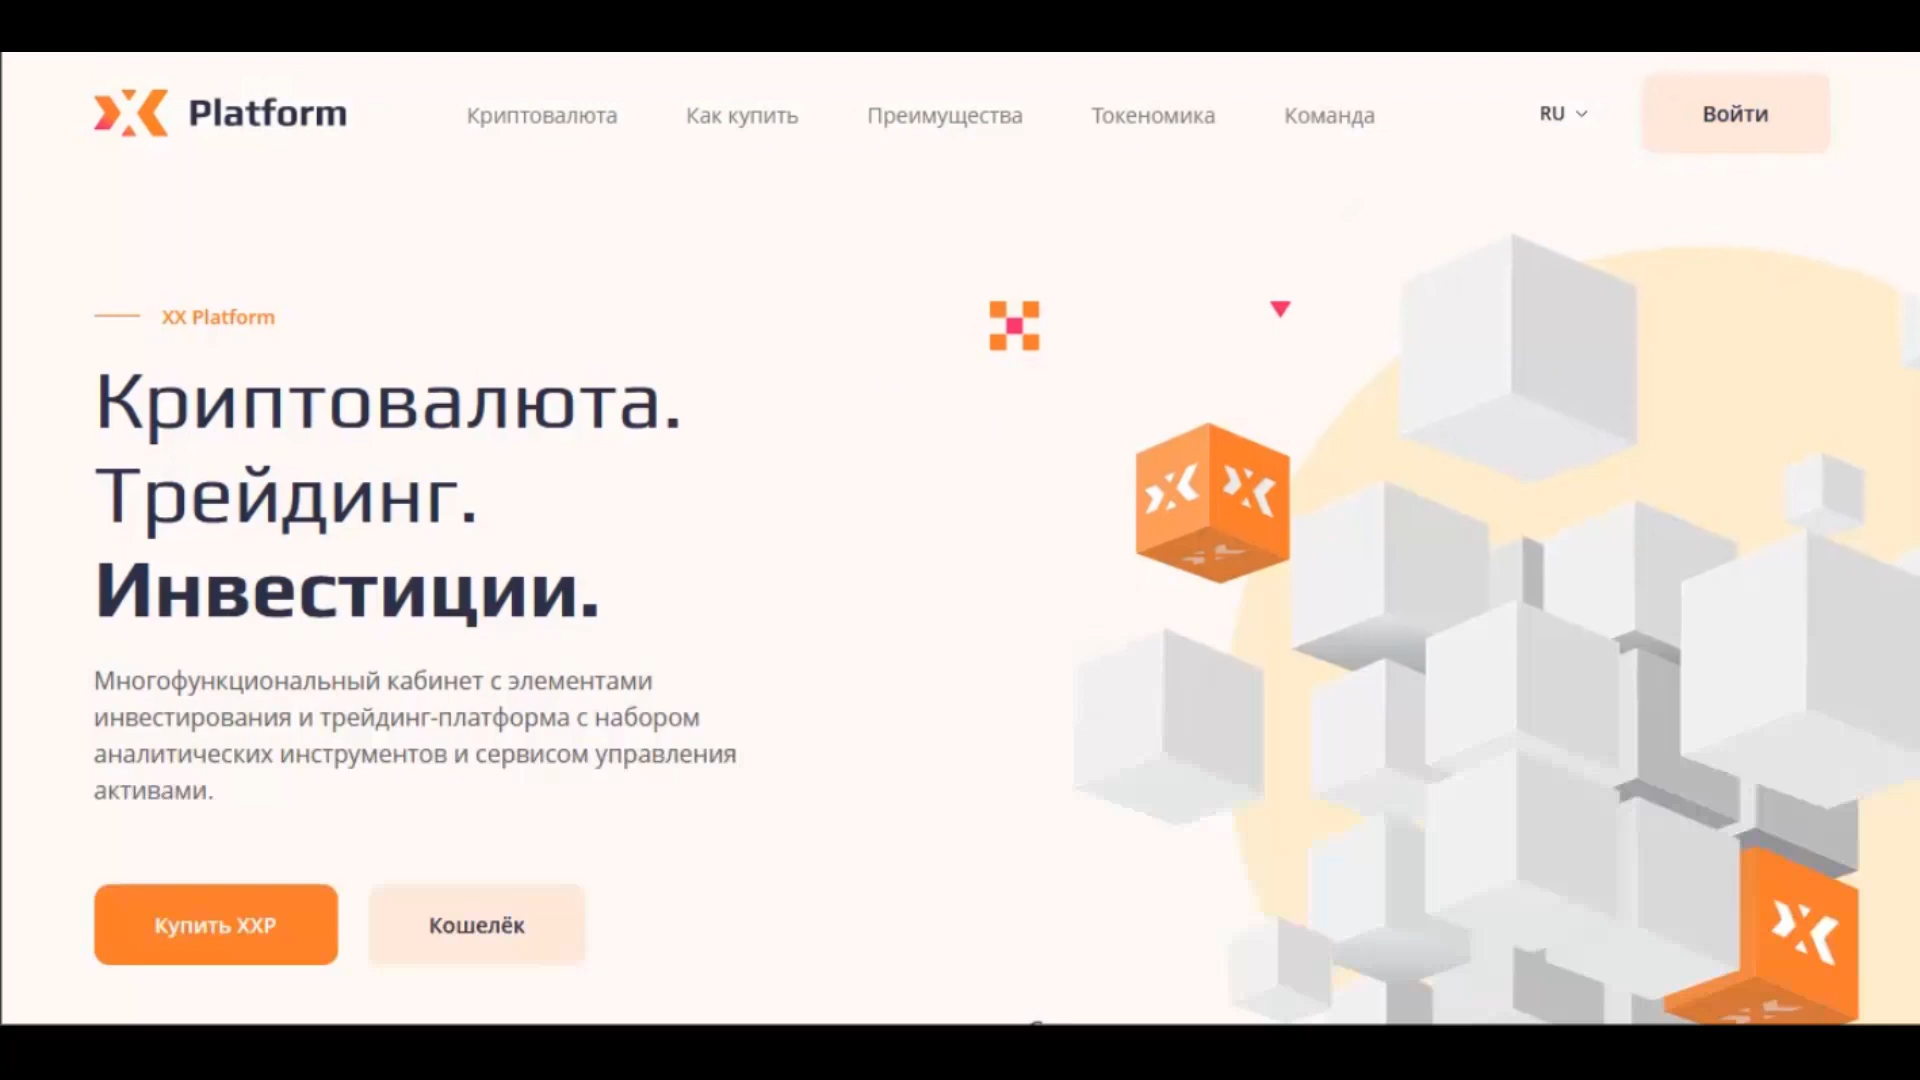 Platform
Криптовалюта
Как купить
Преимущества
Токеномика
Команда
RU
Войти
XX Platform
Криптовалюта.
Трейдинг.
Инвестиции.
Многофункциональный кабинет с элементами
инвестирования и трейдинг-платформа с набором
аналитических инструментов и сервисом управления
активами.
Купить XXP
Кошелёк